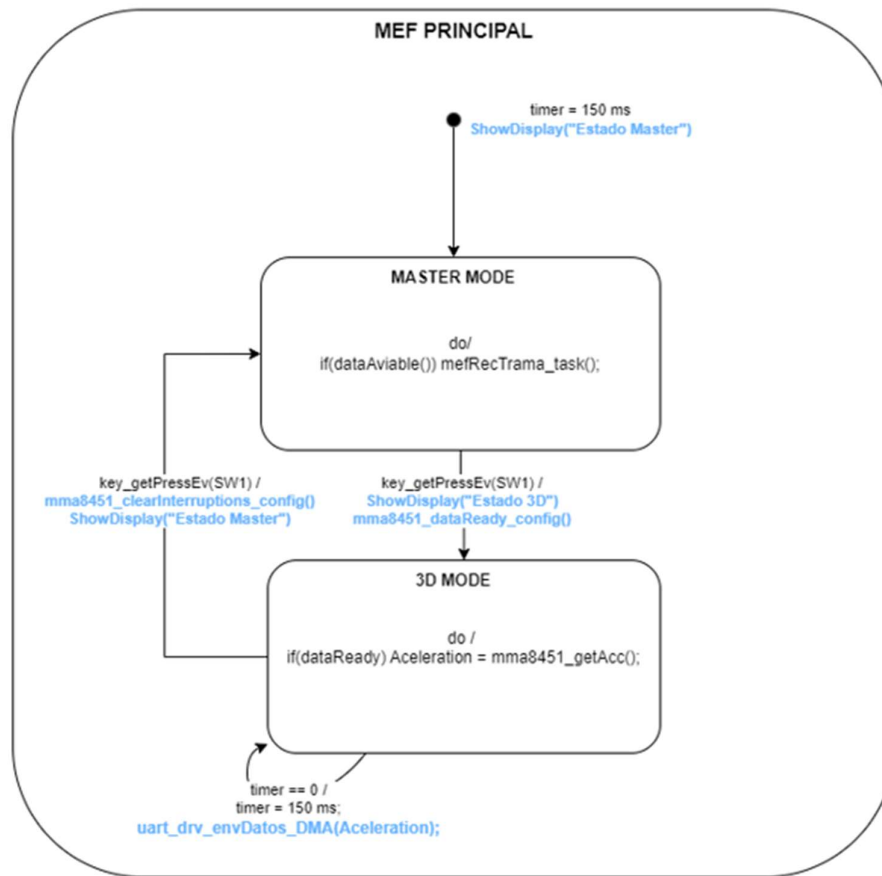 MEF PRINCIPAL
timer = 150 ms
ShowDisplay("Estado Master")
MASTER MODE
do/
if(dataAviable()) mefRecTrama_task();
key_getPressEv(SW1) /
mma8451_clearInterruptions_config()
ShowDisplay("Estado Master")
key_getPressEv(SW1) /
ShowDisplay("Estado 3D")
mma8451_dataReady_config()
3D MODE
do /
if(dataReady) Aceleration = mma8451_getAcc();
timer == 0 /
timer = 150 ms;
uart_drv_envDatos_DMA(Aceleration);